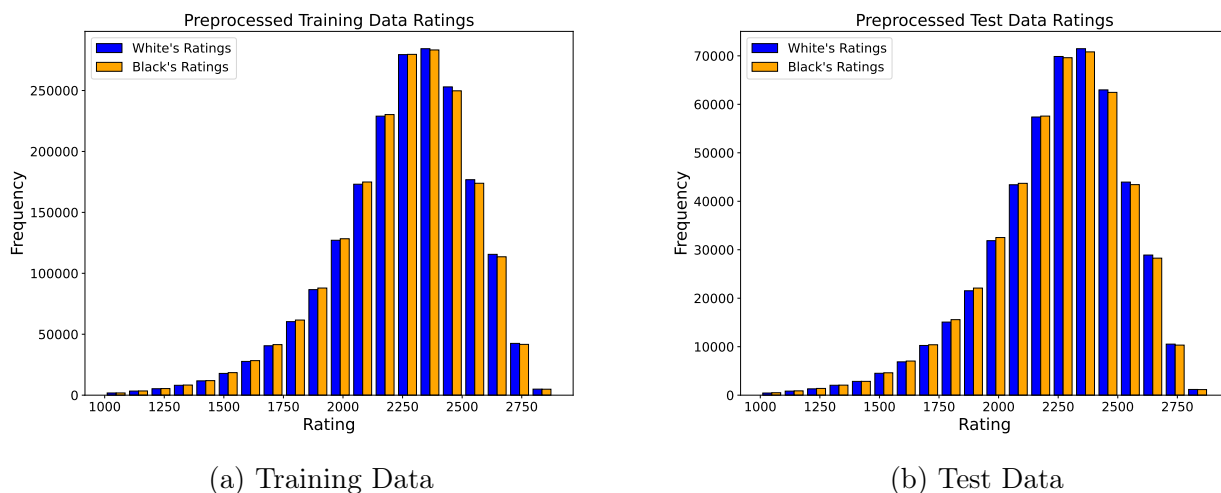 Preprocessed Training Data Ratings
White's Ratings
Black's Ratings
Frequency
250000
200000
150000
100000
50000
0
1000 1250 1500 1750 2000 2250 2500 2750
Rating
(a) Training Data
Preprocessed Test Data Ratings
White's Ratings
Black's Ratings
Frequency
70000
60000
50000
40000
30000
20000
10000
0
1000 1250 1500 1750 2000 2250 2500 2750
Rating
(b) Test Data